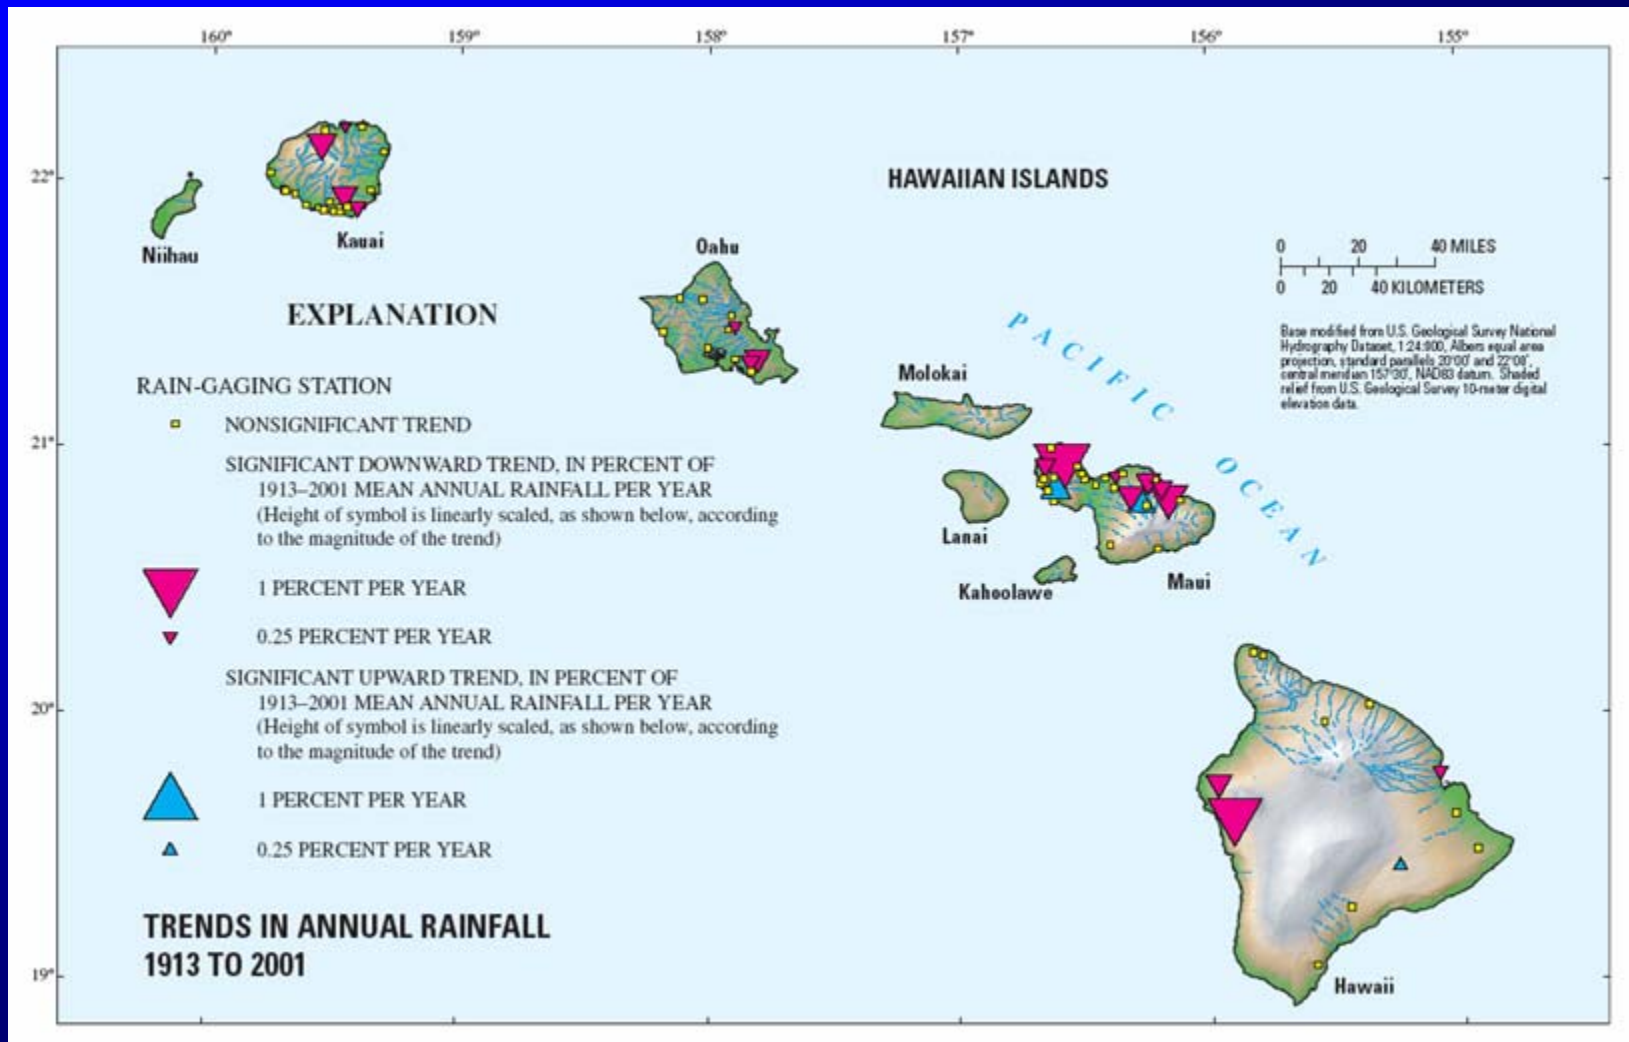 160° 159° 158° 157° 156° 155°
22°
21°
20°
19°
HAWAIIAN ISLANDS
Niihau
Kauai
Oahu
Molokai
Lanai
Kahoolawe
Maui
Hawaii
PACIFIC OCEAN
0 20 40 MILES
0 20 40 KILOMETERS
Base modified from U.S. Geological Survey National
Hydrography Dataset, 1:24:000, Albers equal area
projection, standard parallels 20°00' and 22°08',
central meridian 157°30', NAD83 datum. Shaded
relief from U.S. Geological Survey 10-meter digital
elevation data.
EXPLANATION
RAIN-GAGING STATION
NONSIGNIFICANT TREND
SIGNIFICANT DOWNWARD TREND, IN PERCENT OF
1913–2001 MEAN ANNUAL RAINFALL PER YEAR
(Height of symbol is linearly scaled, as shown below, according
to the magnitude of the trend)
1 PERCENT PER YEAR
0.25 PERCENT PER YEAR
SIGNIFICANT UPWARD TREND, IN PERCENT OF
1913–2001 MEAN ANNUAL RAINFALL PER YEAR
(Height of symbol is linearly scaled, as shown below, according
to the magnitude of the trend)
1 PERCENT PER YEAR
0.25 PERCENT PER YEAR
TRENDS IN ANNUAL RAINFALL
1913 TO 2001